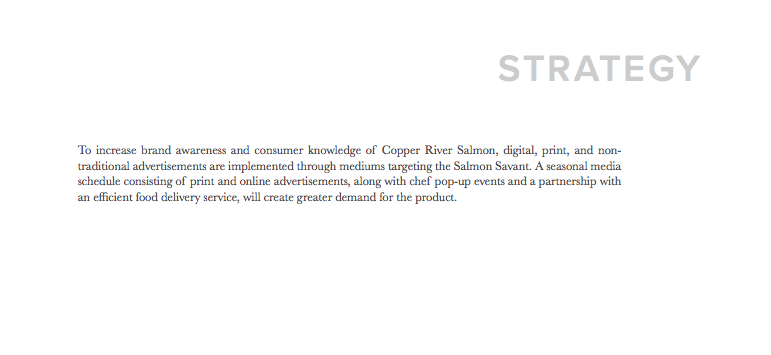 STRATEGY
To increase brand awareness and consumer knowledge of Copper River Salmon, digital, print, and non-
traditional advertisements are implemented through mediums targeting the Salmon Savant. A seasonal media
schedule consisting of print and online advertisements, along with chef pop-up events and a partnership with
an efficient food delivery service, will create greater demand for the product.